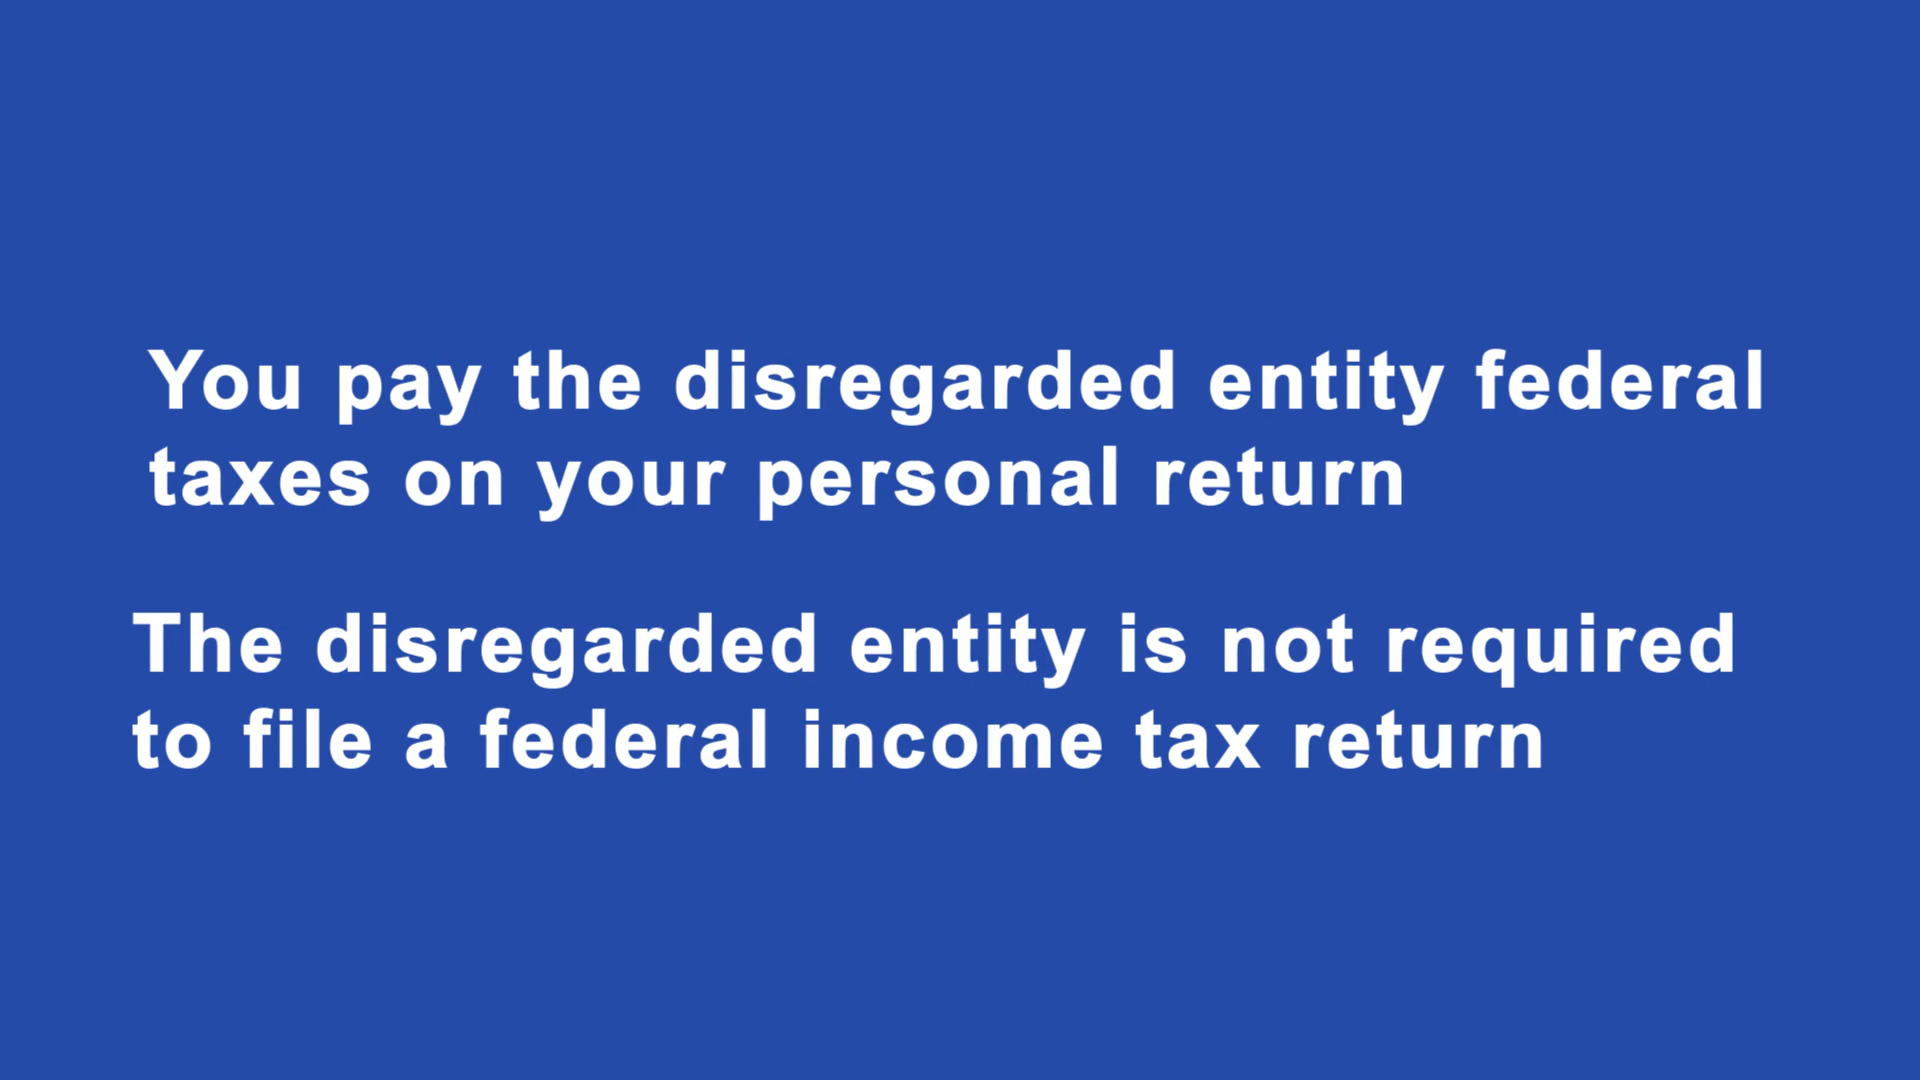 You pay the disregarded entity federal
taxes on your personal return
The disregarded entity is not required
to file a federal income tax return